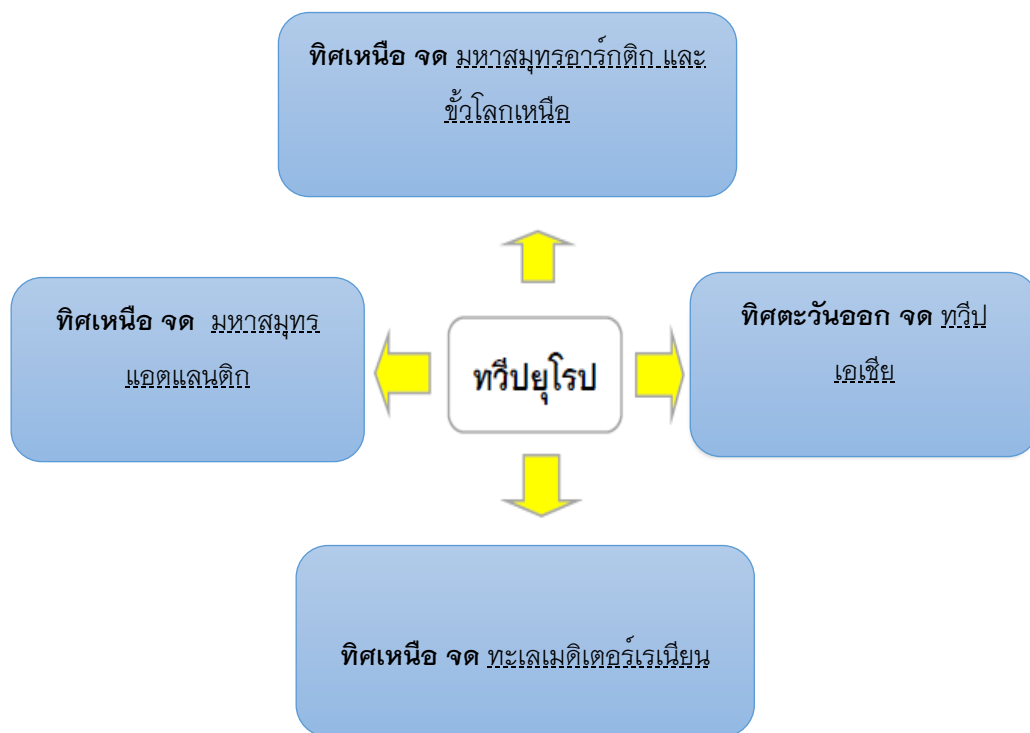 ทิศเหนือ จด มหาสมุทรอาร์กติก และ
ขั้วโลกเหนือ
ทิศเหนือ จด มหาสมุทร
แอตแลนติก
ทวีปยุโรป
ทิศตะวันออก จด ทวีป
เอเชีย
ทิศเหนือ จด ทะเลเมดิเตอร์เรเนียน